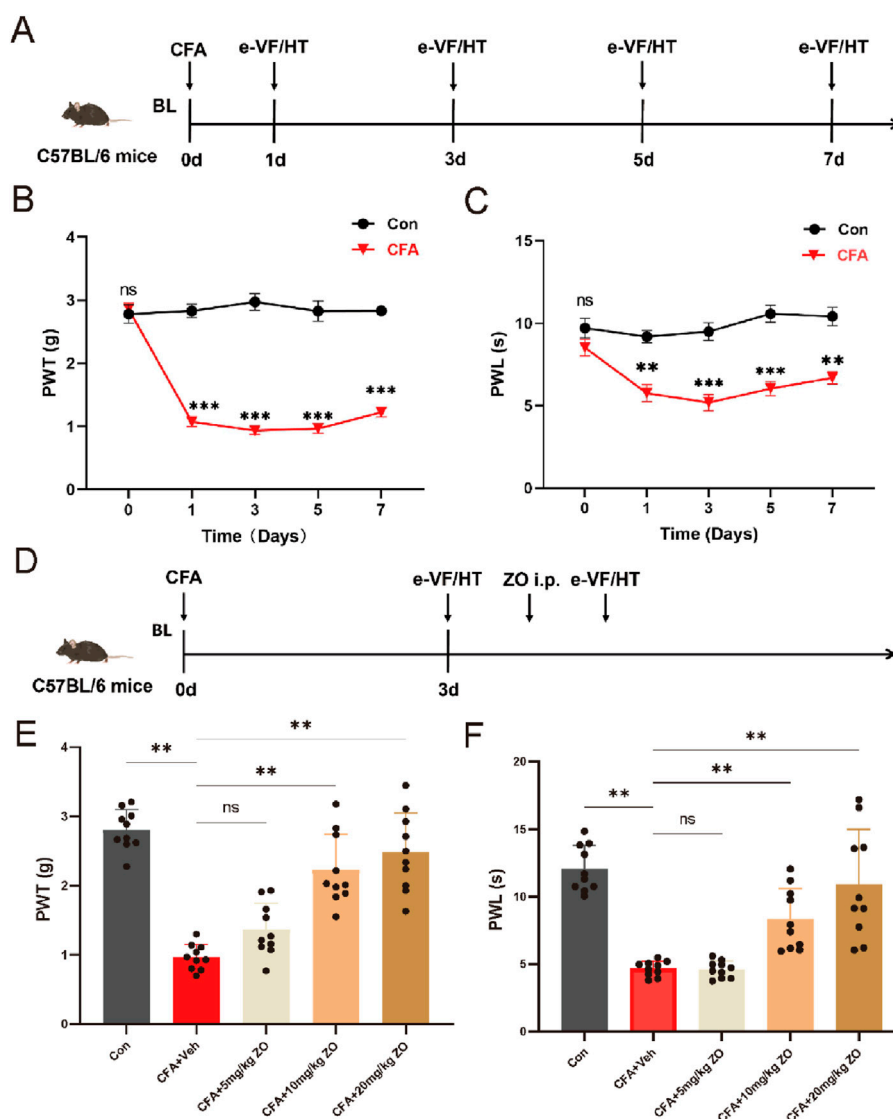 A
CFA e-VF/HT e-VF/HT e-VF/HT e-VF/HT
BL
C57BL/6 mice 0d 1d 3d 5d 7d
B
Con
CFA
4
3
2
1
0
PWT (g)
ns
***
***
***
***
0 1 3 5 7
Time（Days）
C
Con
CFA
15
10
5
0
PWL (s)
ns
**
***
***
**
0 1 3 5 7
Time (Days)
D
CFA e-VF/HT ZO i.p. e-VF/HT
BL
C57BL/6 mice 0d 3d
E
4
3
2
1
0
PWT (g)
**
**
**
ns
Con CFA+Veh CFA+5mg/kg ZO CFA+10mg/kg ZO CFA+20mg/kg ZO
F
20
15
10
5
0
PWL (s)
**
**
**
ns
Con CFA+Veh CFA+5mg/kg ZO CFA+10mg/kg ZO CFA+20mg/kg ZO